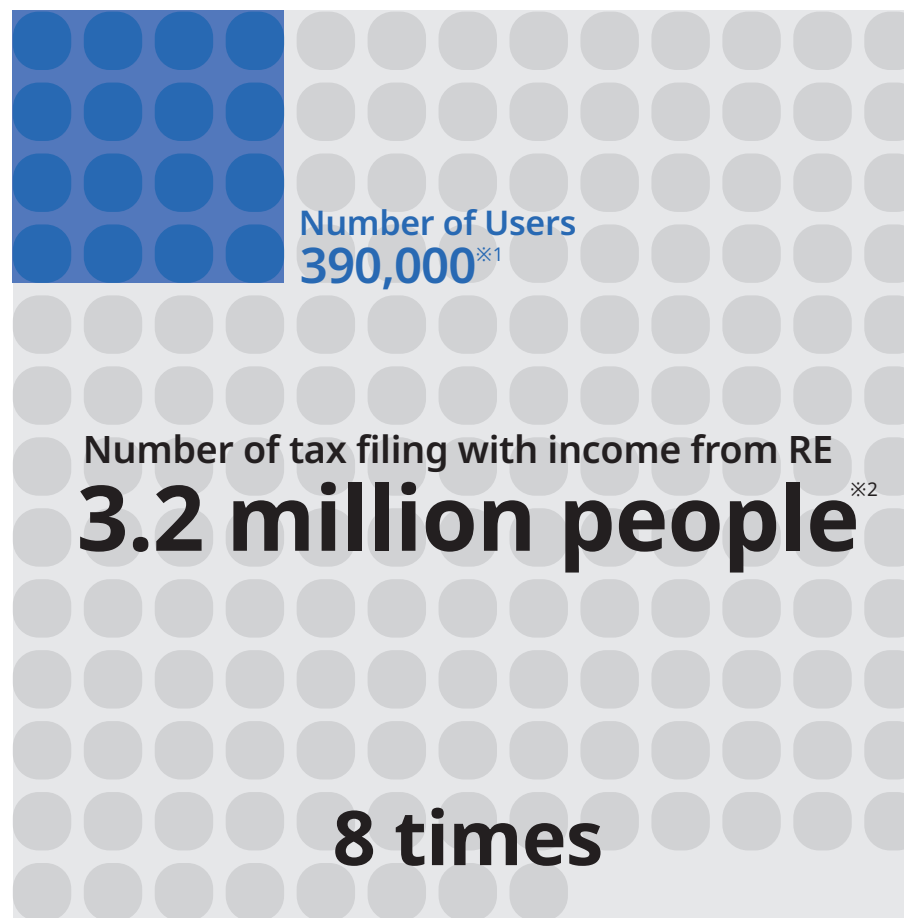 Number of Users
390,000※1
Number of tax filing with income from RE
3.2 million people※2
8 times